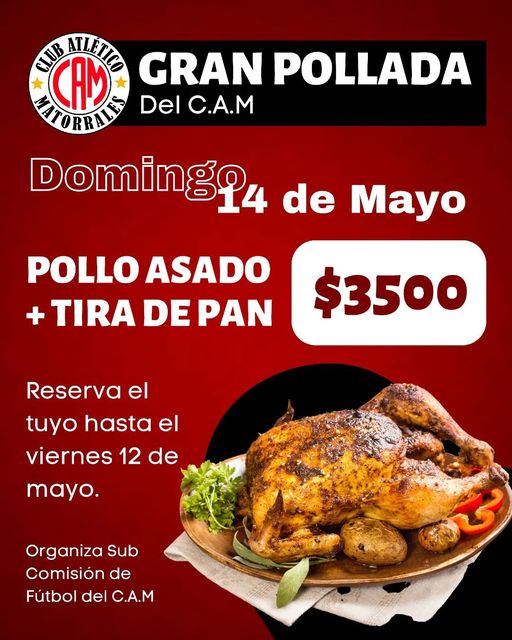 CLUB ATLÉTICO
CAM
MATORRALES
GRAN POLLADA
Del C.A.M
Domingo
14 de Mayo
POLLO ASADO
+ TIRA DE PAN
$3500
Reserva el
tuyo hasta el
viernes 12 de
mayo.
Organiza Sub
Comisión de
Fútbol del C.A.M